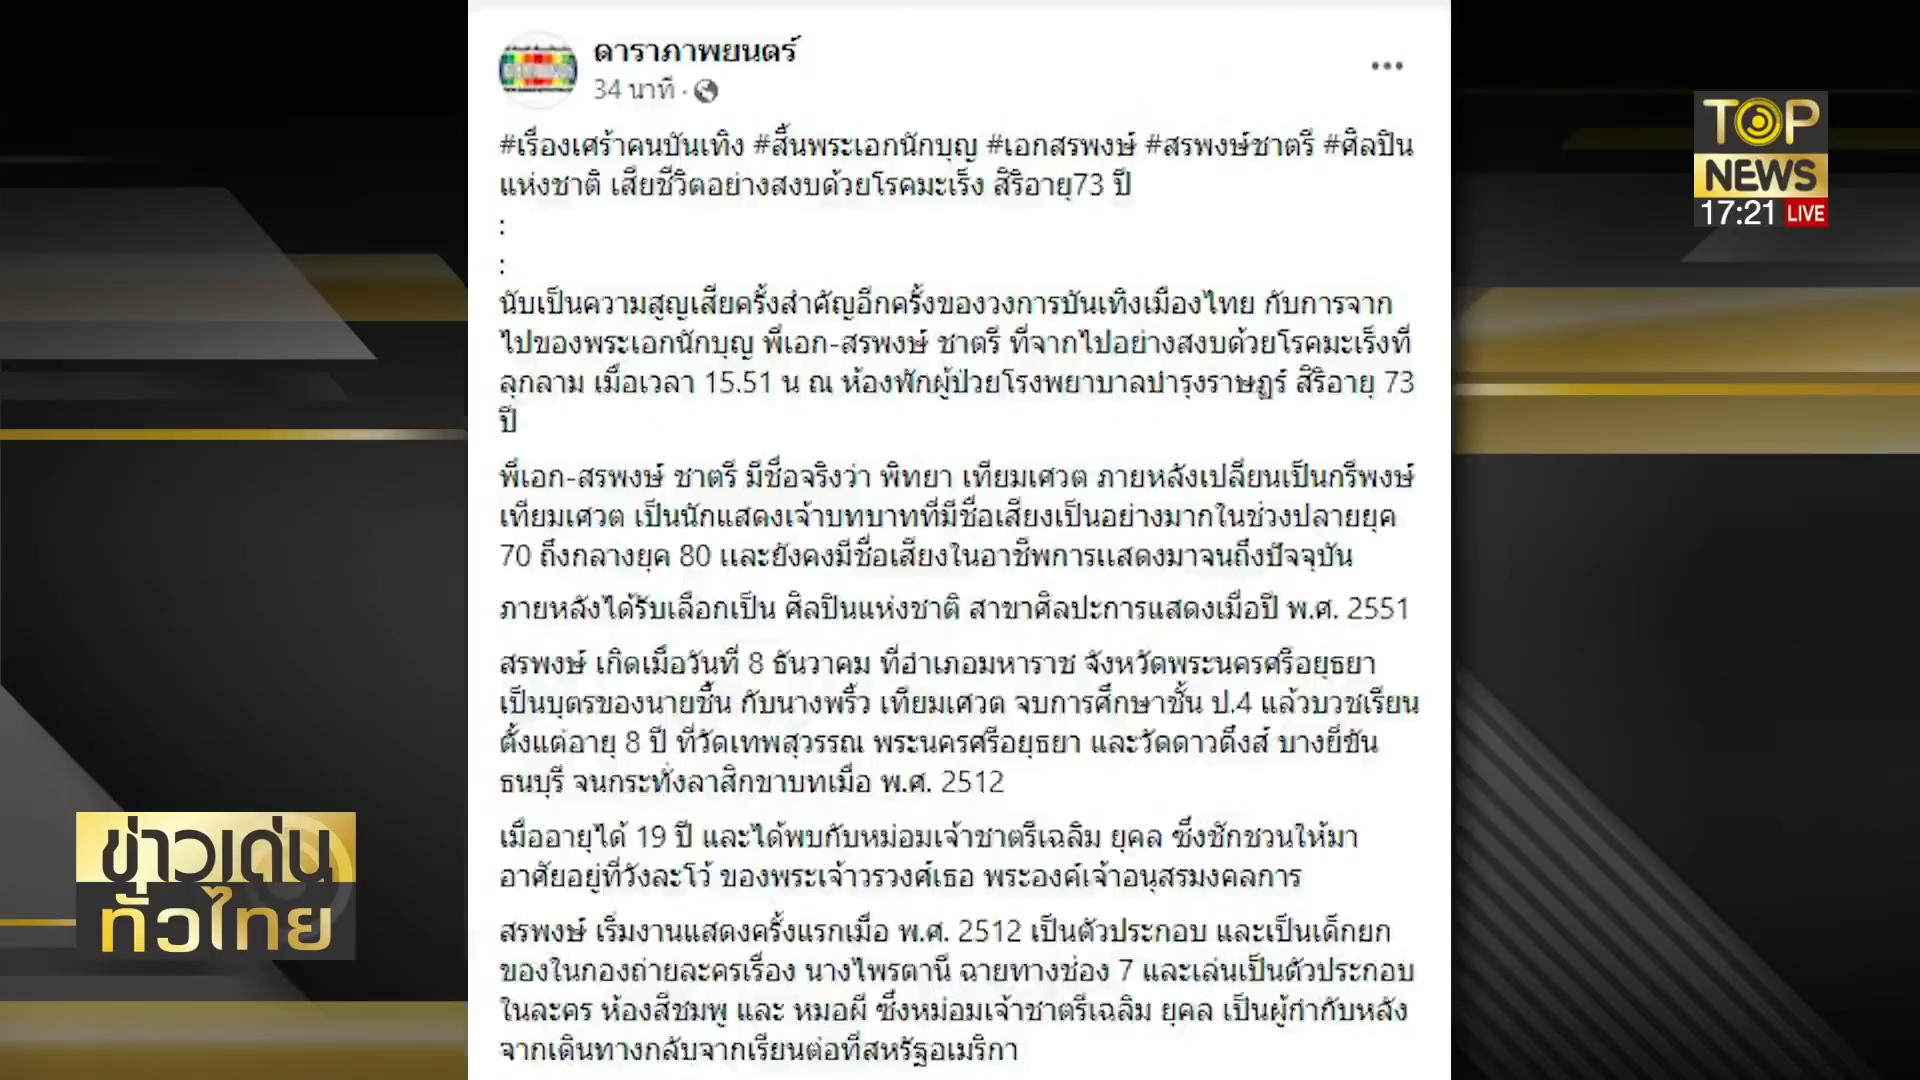 ดาราภาพยนตร์
34 นาที ·
#เรื่องเศร้าคนบันเทิง #สิ้นพระเอกนักบุญ #เอกสรพงษ์ #สรพงษ์ชาตรี #ศิลปิน
แห่งชาติ เสียชีวิตอย่างสงบด้วยโรคมะเร็ง สิริอายุ73 ปี
:
:
นับเป็นความสูญเสียครั้งสำคัญอีกครั้งของวงการบันเทิงเมืองไทย กับการจาก
ไปของพระเอกนักบุญ พี่เอก-สรพงษ์ ชาตรี ที่จากไปอย่างสงบด้วยโรคมะเร็งที่
ลุกลาม เมื่อเวลา 15.51 น ณ ห้องพักผู้ป่วยโรงพยาบาลบำรุงราษฏร์ สิริอายุ 73
ปี
พี่เอก-สรพงษ์ ชาตรี มีชื่อจริงว่า พิทยา เทียมเศวต ภายหลังเปลี่ยนเป็นกรีพงษ์
เทียมเศวต เป็นนักแสดงเจ้าบทบาทที่มีชื่อเสียงเป็นอย่างมากในช่วงปลายยุค
70 ถึงกลางยุค 80 และยังคงมีชื่อเสียงในอาชีพการแสดงมาจนถึงปัจจุบัน
ภายหลังได้รับเลือกเป็น ศิลปินแห่งชาติ สาขาศิลปะการแสดงเมื่อปี พ.ศ. 2551
สรพงษ์ เกิดเมื่อวันที่ 8 ธันวาคม ที่อำเภอมหาราช จังหวัดพระนครศรีอยุธยา
เป็นบุตรของนายชื้น กับนางพริ้ว เทียมเศวต จบการศึกษาชั้น ป.4 แล้วบวชเรียน
ตั้งแต่อายุ 8 ปี ที่วัดเทพสุวรรณ พระนครศรีอยุธยา และวัดดาวดึงส์ บางยี่ขัน
ธนบุรี จนกระทั่งลาสิกขาบทเมื่อ พ.ศ. 2512
เมื่ออายุได้ 19 ปี และได้พบกับหม่อมเจ้าชาตรีเฉลิม ยุคล ซึ่งชักชวนให้มา
อาศัยอยู่ที่วังละโว้ ของพระเจ้าวรวงศ์เธอ พระองค์เจ้าอนุสรมงคลการ
สรพงษ์ เริ่มงานแสดงครั้งแรกเมื่อ พ.ศ. 2512 เป็นตัวประกอบ และเป็นเด็กยก
ของในกองถ่ายละครเรื่อง นางไพรตานี ฉายทางช่อง 7 และเล่นเป็นตัวประกอบ
ในละคร ห้องสีชมพู และ หมอผี ซึ่งหม่อมเจ้าชาตรีเฉลิม ยุคล เป็นผู้กำกับหลัง
จากเดินทางกลับจากเรียนต่อที่สหรัฐอเมริกา
TOP
NEWS
17:21 LIVE
ข่าวเด่น
ทั่วไทย